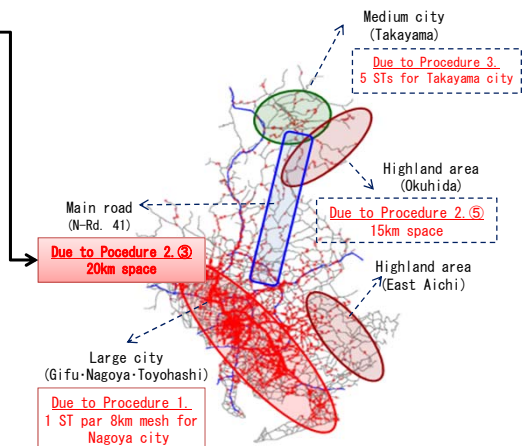 Medium city
(Takayama)
Due to Procedure 3.
5 STs for Takayama city
Highland area
(Okuhida)
Due to Procedure 2.⑤
15km space
Main road
(N-Rd. 41)
Due to Pocedure 2.③
20km space
Highland area
(East Aichi)
Large city
(Gifu･Nagoya･Toyohashi)
Due to Procedure 1.
1 ST par 8km mesh for
Nagoya city